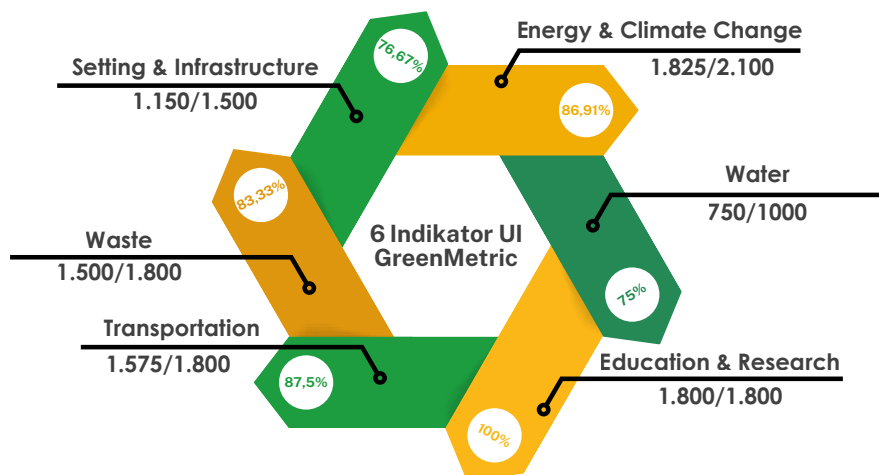 Setting & Infrastructure
1.150/1.500
76,67%
Energy & Climate Change
1.825/2.100
86,91%
Water
750/1000
75%
6 Indikator UI
GreenMetric
83,33%
Waste
1.500/1.800
Transportation
1.575/1.800
87,5%
Education & Research
1.800/1.800
100%